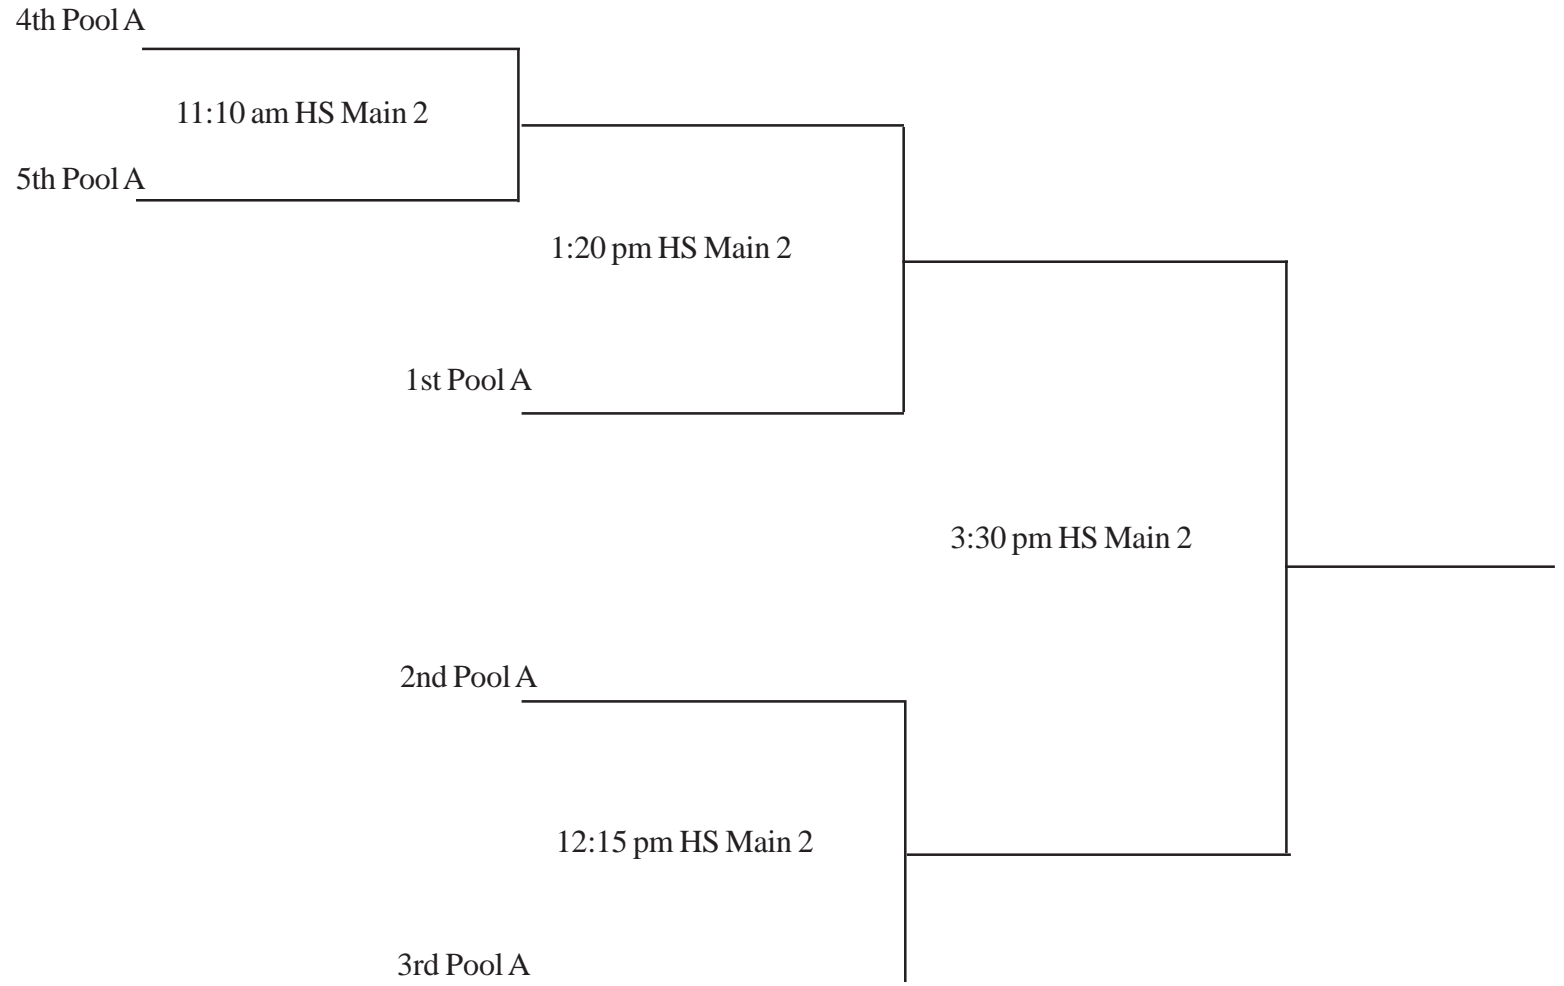 4th Pool A
11:10 am HS Main 2
5th Pool A
1:20 pm HS Main 2
1st Pool A
3:30 pm HS Main 2
2nd Pool A
12:15 pm HS Main 2
3rd Pool A